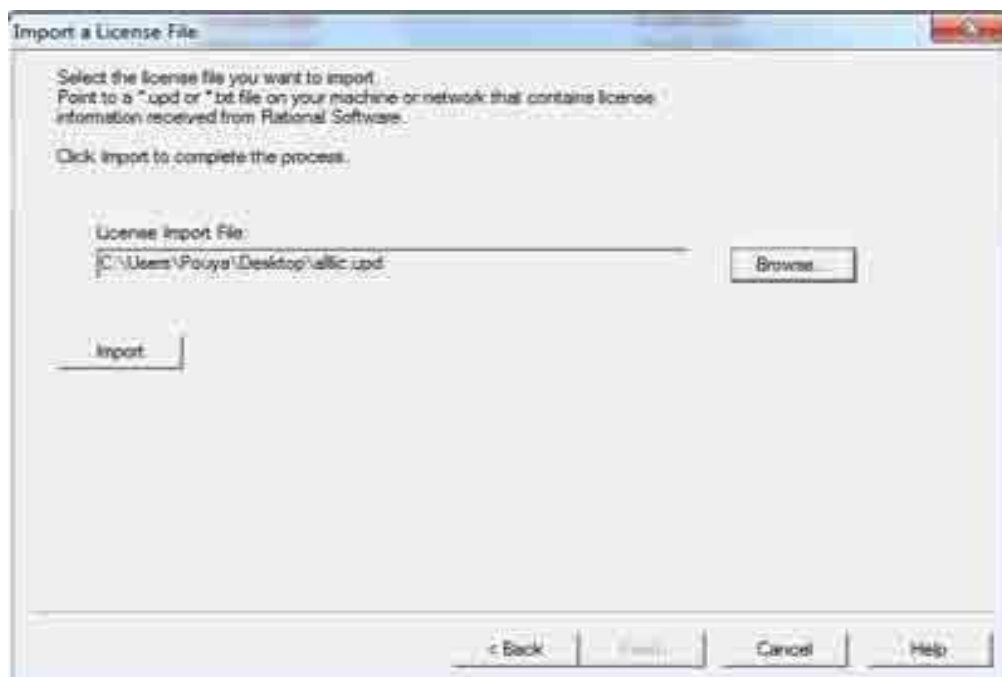 Import a License File
Select the license file you want to import.
Point to a *.upd or *.txt file on your machine or network that contains license
information received from Rational Software.
Click Import to complete the process.
License Import File
C:\Users\Pouya\Desktop\alllic.upd
Browse...
Import
< Back
Cancel
Help